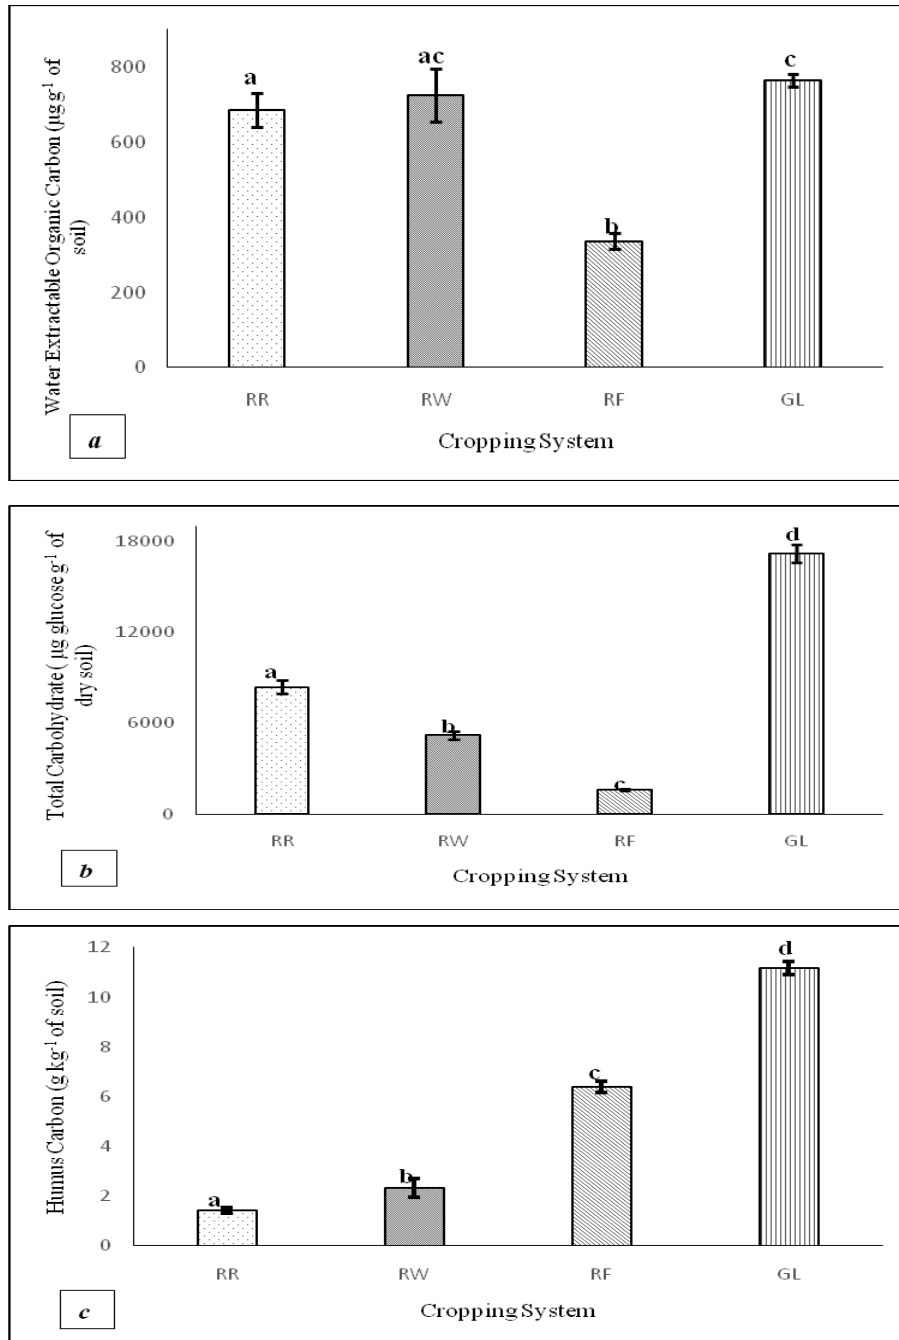 Water Extractable Organic Carbon (µg g-1 of
soil)
800
600
400
200
0
a
ac
b
c
RR RW RF GL
Cropping System
a
Total Carbohydrate ( µg glucose g-1 of
dry soil)
18000
12000
6000
0
a
b
c
d
RR RW RF GL
Cropping System
b
Humus Carbon (g kg-1 of soil)
12
10
8
6
4
2
0
a
b
c
d
RR RW RF GL
Cropping System
c